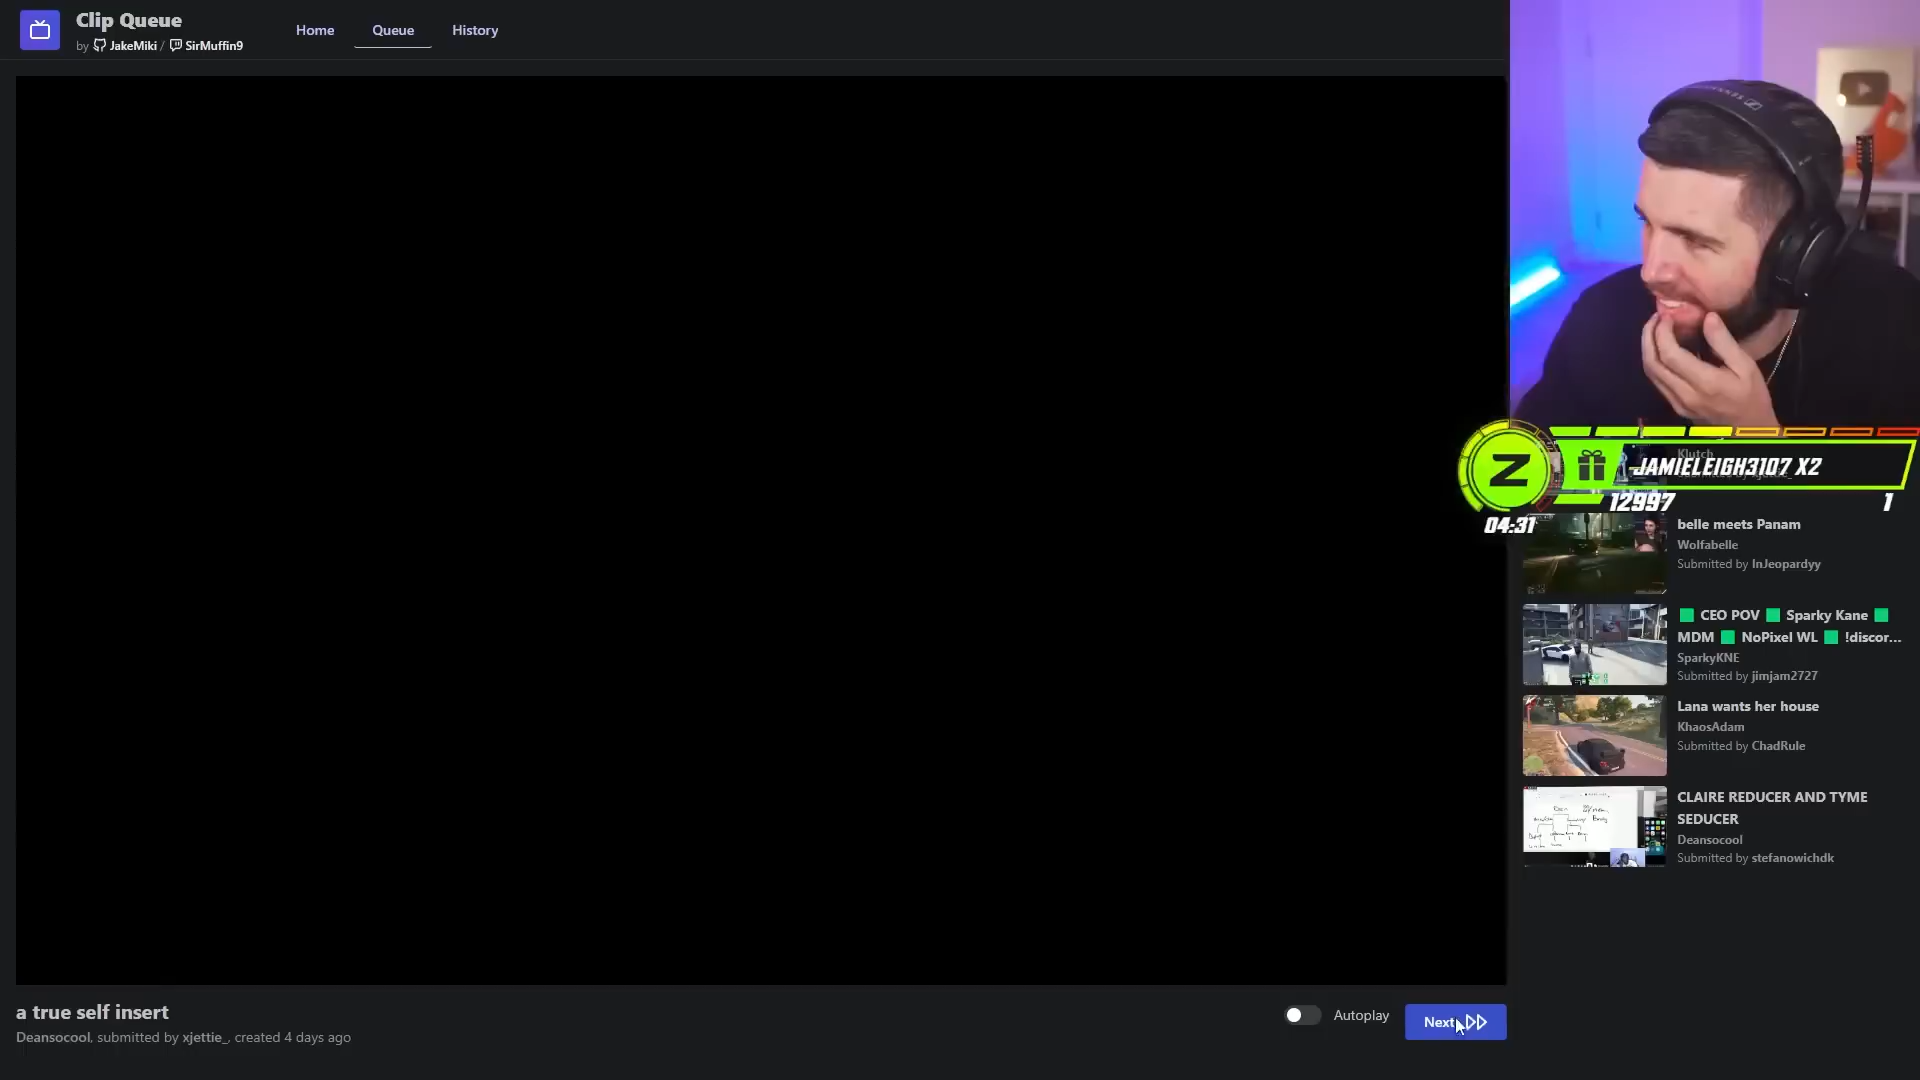 Clip Queue
by JakeMiki / SirMuffin9
Home
Queue
History
Klutch
JAMIELEIGH3107 X2
12997
1
04:31
belle meets Panam
Wolfabelle
Submitted by InJeopardyy
CEO POV Sparky Kane
MDM NoPixel WL !discor...
SparkyKNE
Submitted by jimjam2727
Lana wants her house
KhaosAdam
Submitted by ChadRule
CLAIRE REDUCER AND TYME
SEDUCER
Deansocool
Submitted by stefanowichdk
a true self insert
Deansocool, submitted by xjettie_, created 4 days ago
Autoplay
Next